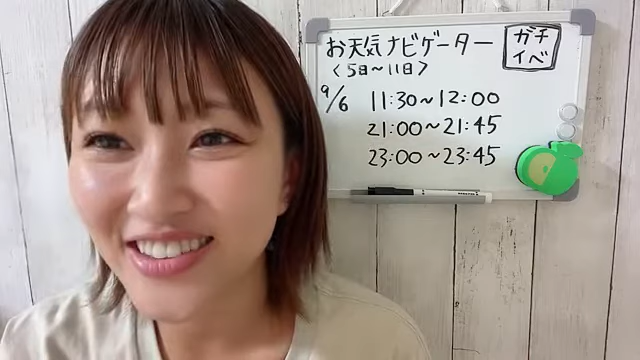 お天気ナビゲーター
ガチ
イベ
<5日~11日>
9/6 11:30~12:00
21:00~21:45
23:00~23:45